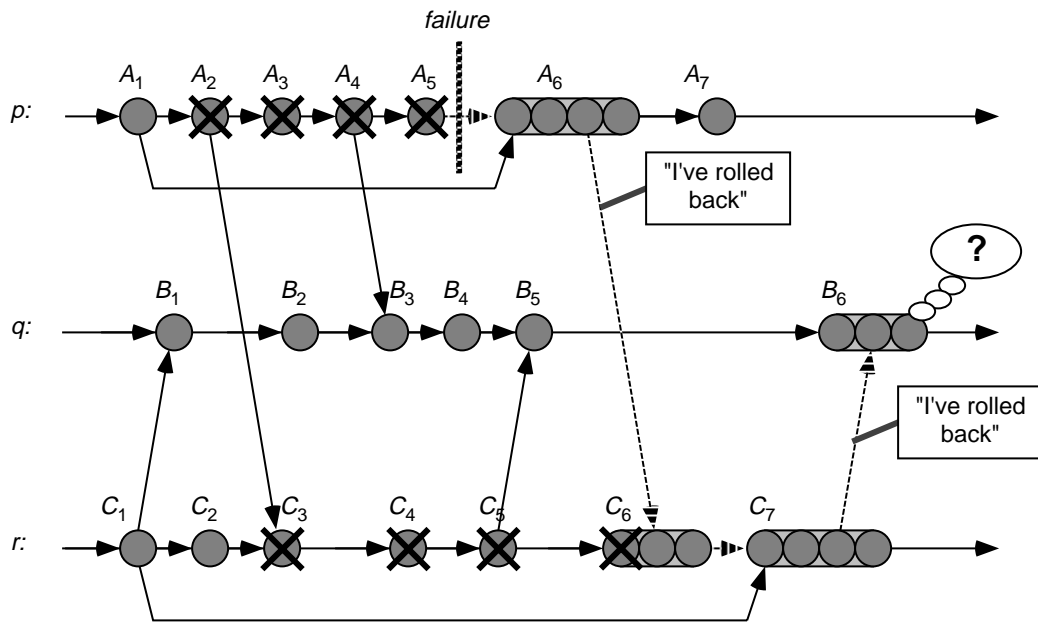 failure
A1 A2 A3 A4 A5 A6 A7
p:
"I've rolled
back"
?
B1 B2 B3 B4 B5 B6
q:
"I've rolled
back"
C1 C2 C3 C4 C5 C6 C7
r: